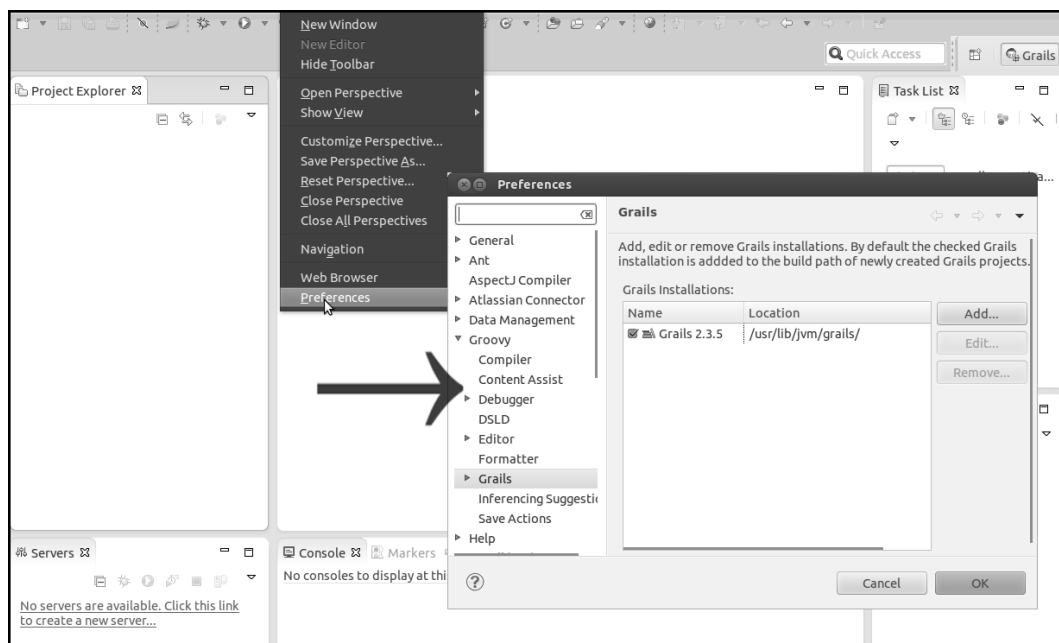 New Window
New Editor
Hide Toolbar
Open Perspective
Show View
Customize Perspective...
Save Perspective As...
Reset Perspective...
Close Perspective
Close All Perspectives
Navigation
Web Browser
Preferences
Quick Access
Grails
Project Explorer
Task List
Preferences
General
Ant
AspectJ Compiler
Atlassian Connector
Data Management
Groovy
Compiler
Content Assist
Debugger
DSLD
Editor
Formatter
Grails
Inferencing Suggesti
Save Actions
Help
Grails
Add, edit or remove Grails installations. By default the checked Grails
installation is addded to the build path of newly created Grails projects.
Grails Installations:
Name Location
Grails 2.3.5 /usr/lib/jvm/grails/
Add...
Edit...
Remove...
Cancel OK
Servers
No servers are available. Click this link
to create a new server...
Console Markers
No consoles to display at thi